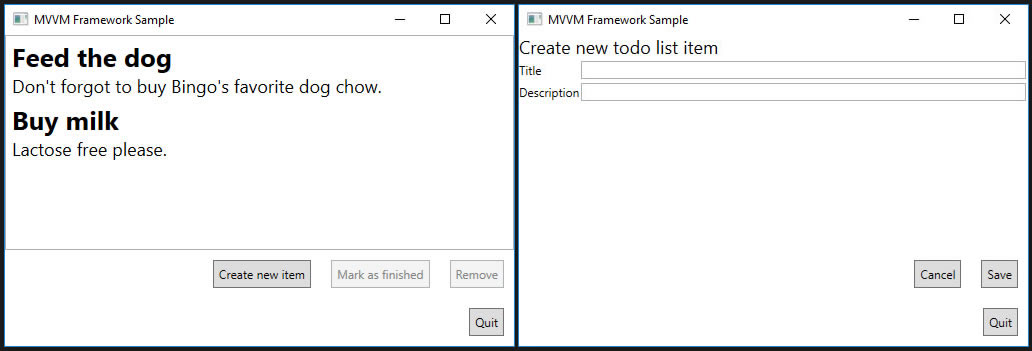 MVVM Framework Sample
Feed the dog
Don't forgot to buy Bingo's favorite dog chow.
Buy milk
Lactose free please.
Create new item Mark as finished Remove
Quit
MVVM Framework Sample
Create new todo list item
Title
Description
Cancel Save
Quit